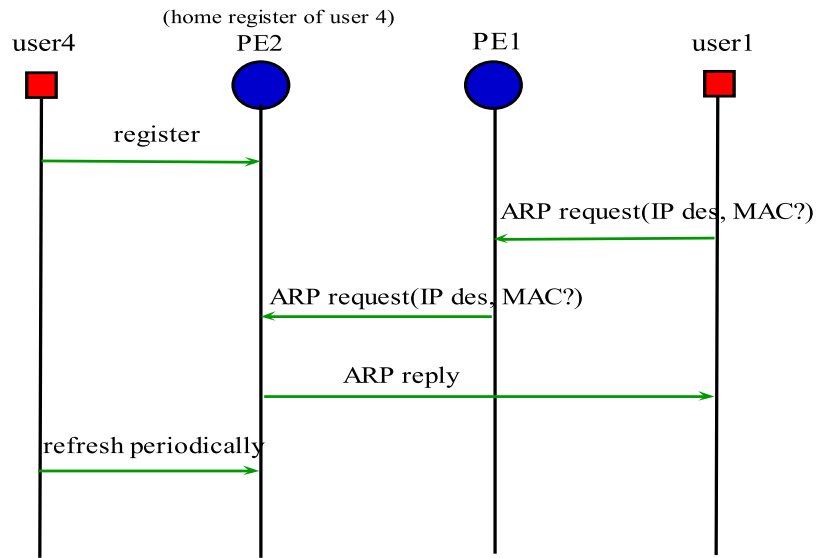 (home register of user 4)
user4
PE2
PE1
user1
register
ARP request(IP des, MAC?)
ARP request(IP des, MAC?)
ARP reply
refresh periodically